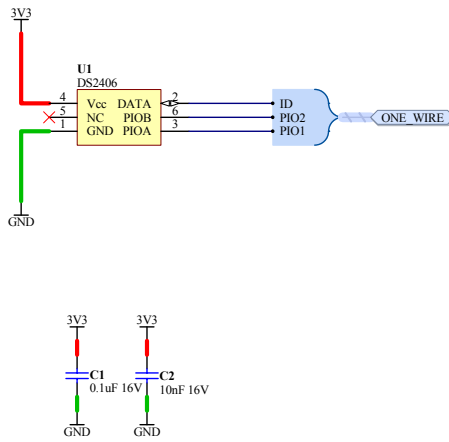 3V3
U1
DS2406
4 Vcc DATA 2 ID
5 NC PIOB 6 PIO2 ONE_WIRE
1 GND PIOA 3 PIO1
GND
3V3 3V3
C1 C2
0.1uF 16V 10nF 16V
GND GND